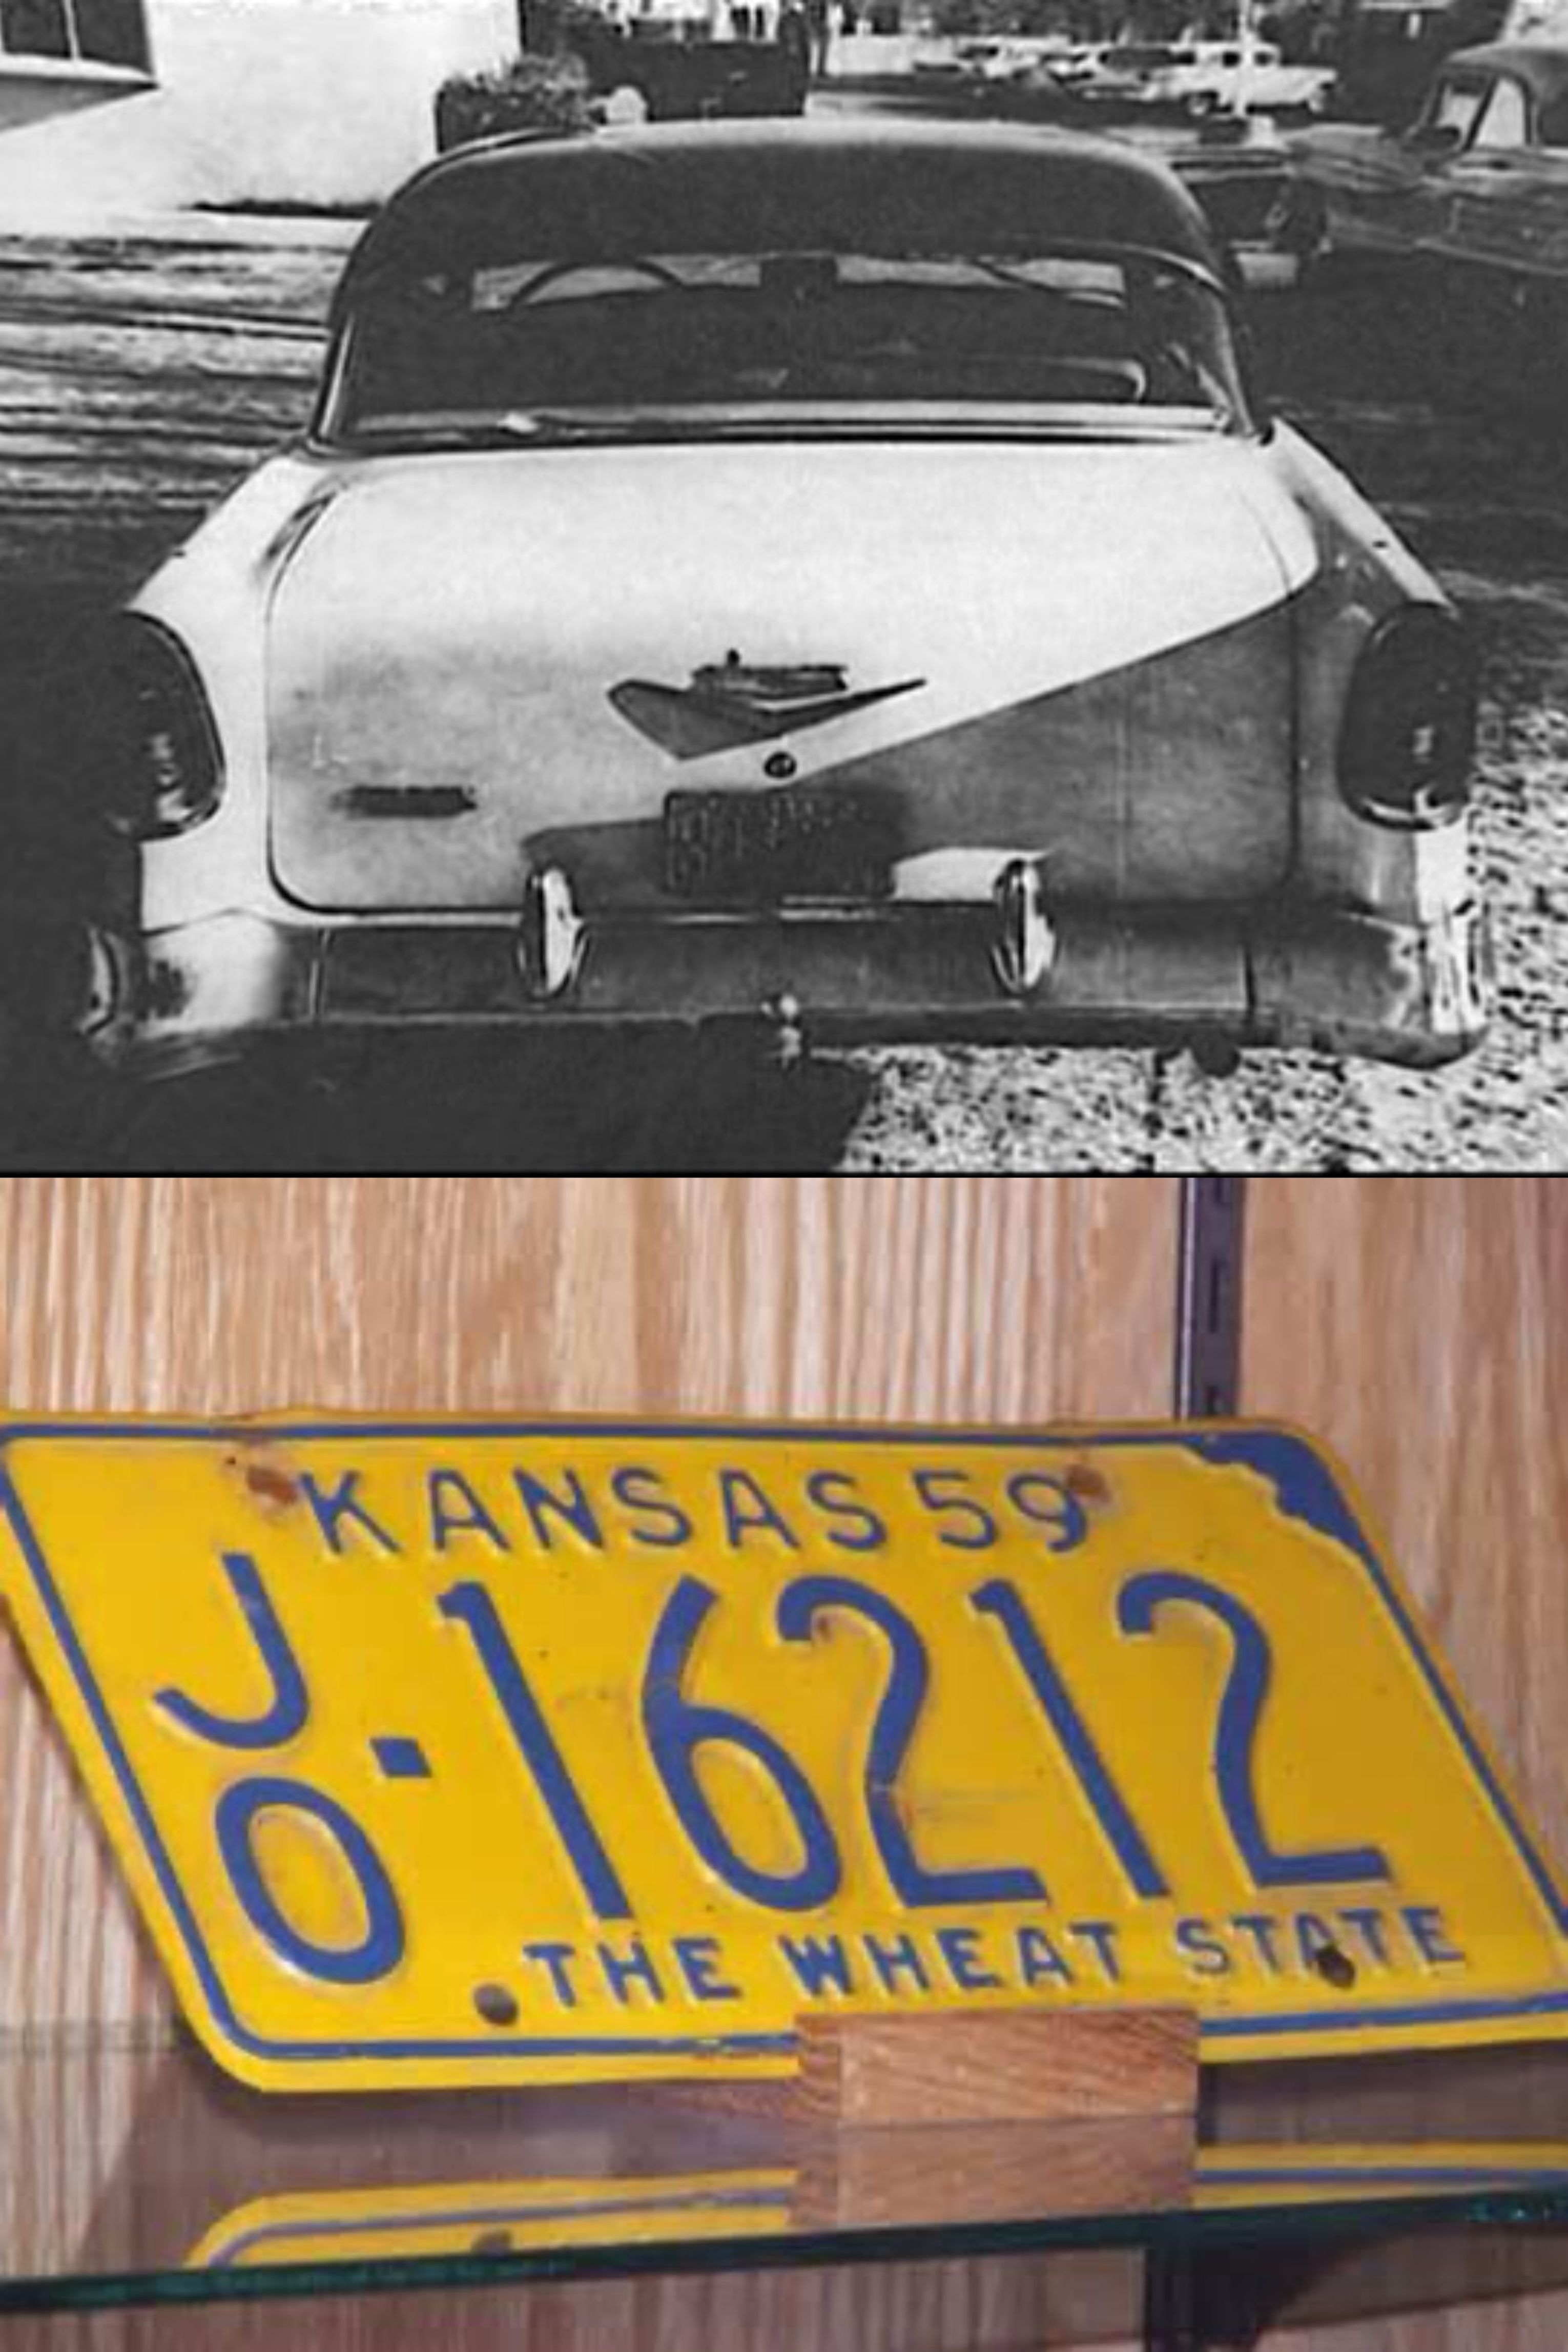 KANSAS 59
JO·16212
THE WHEAT STATE